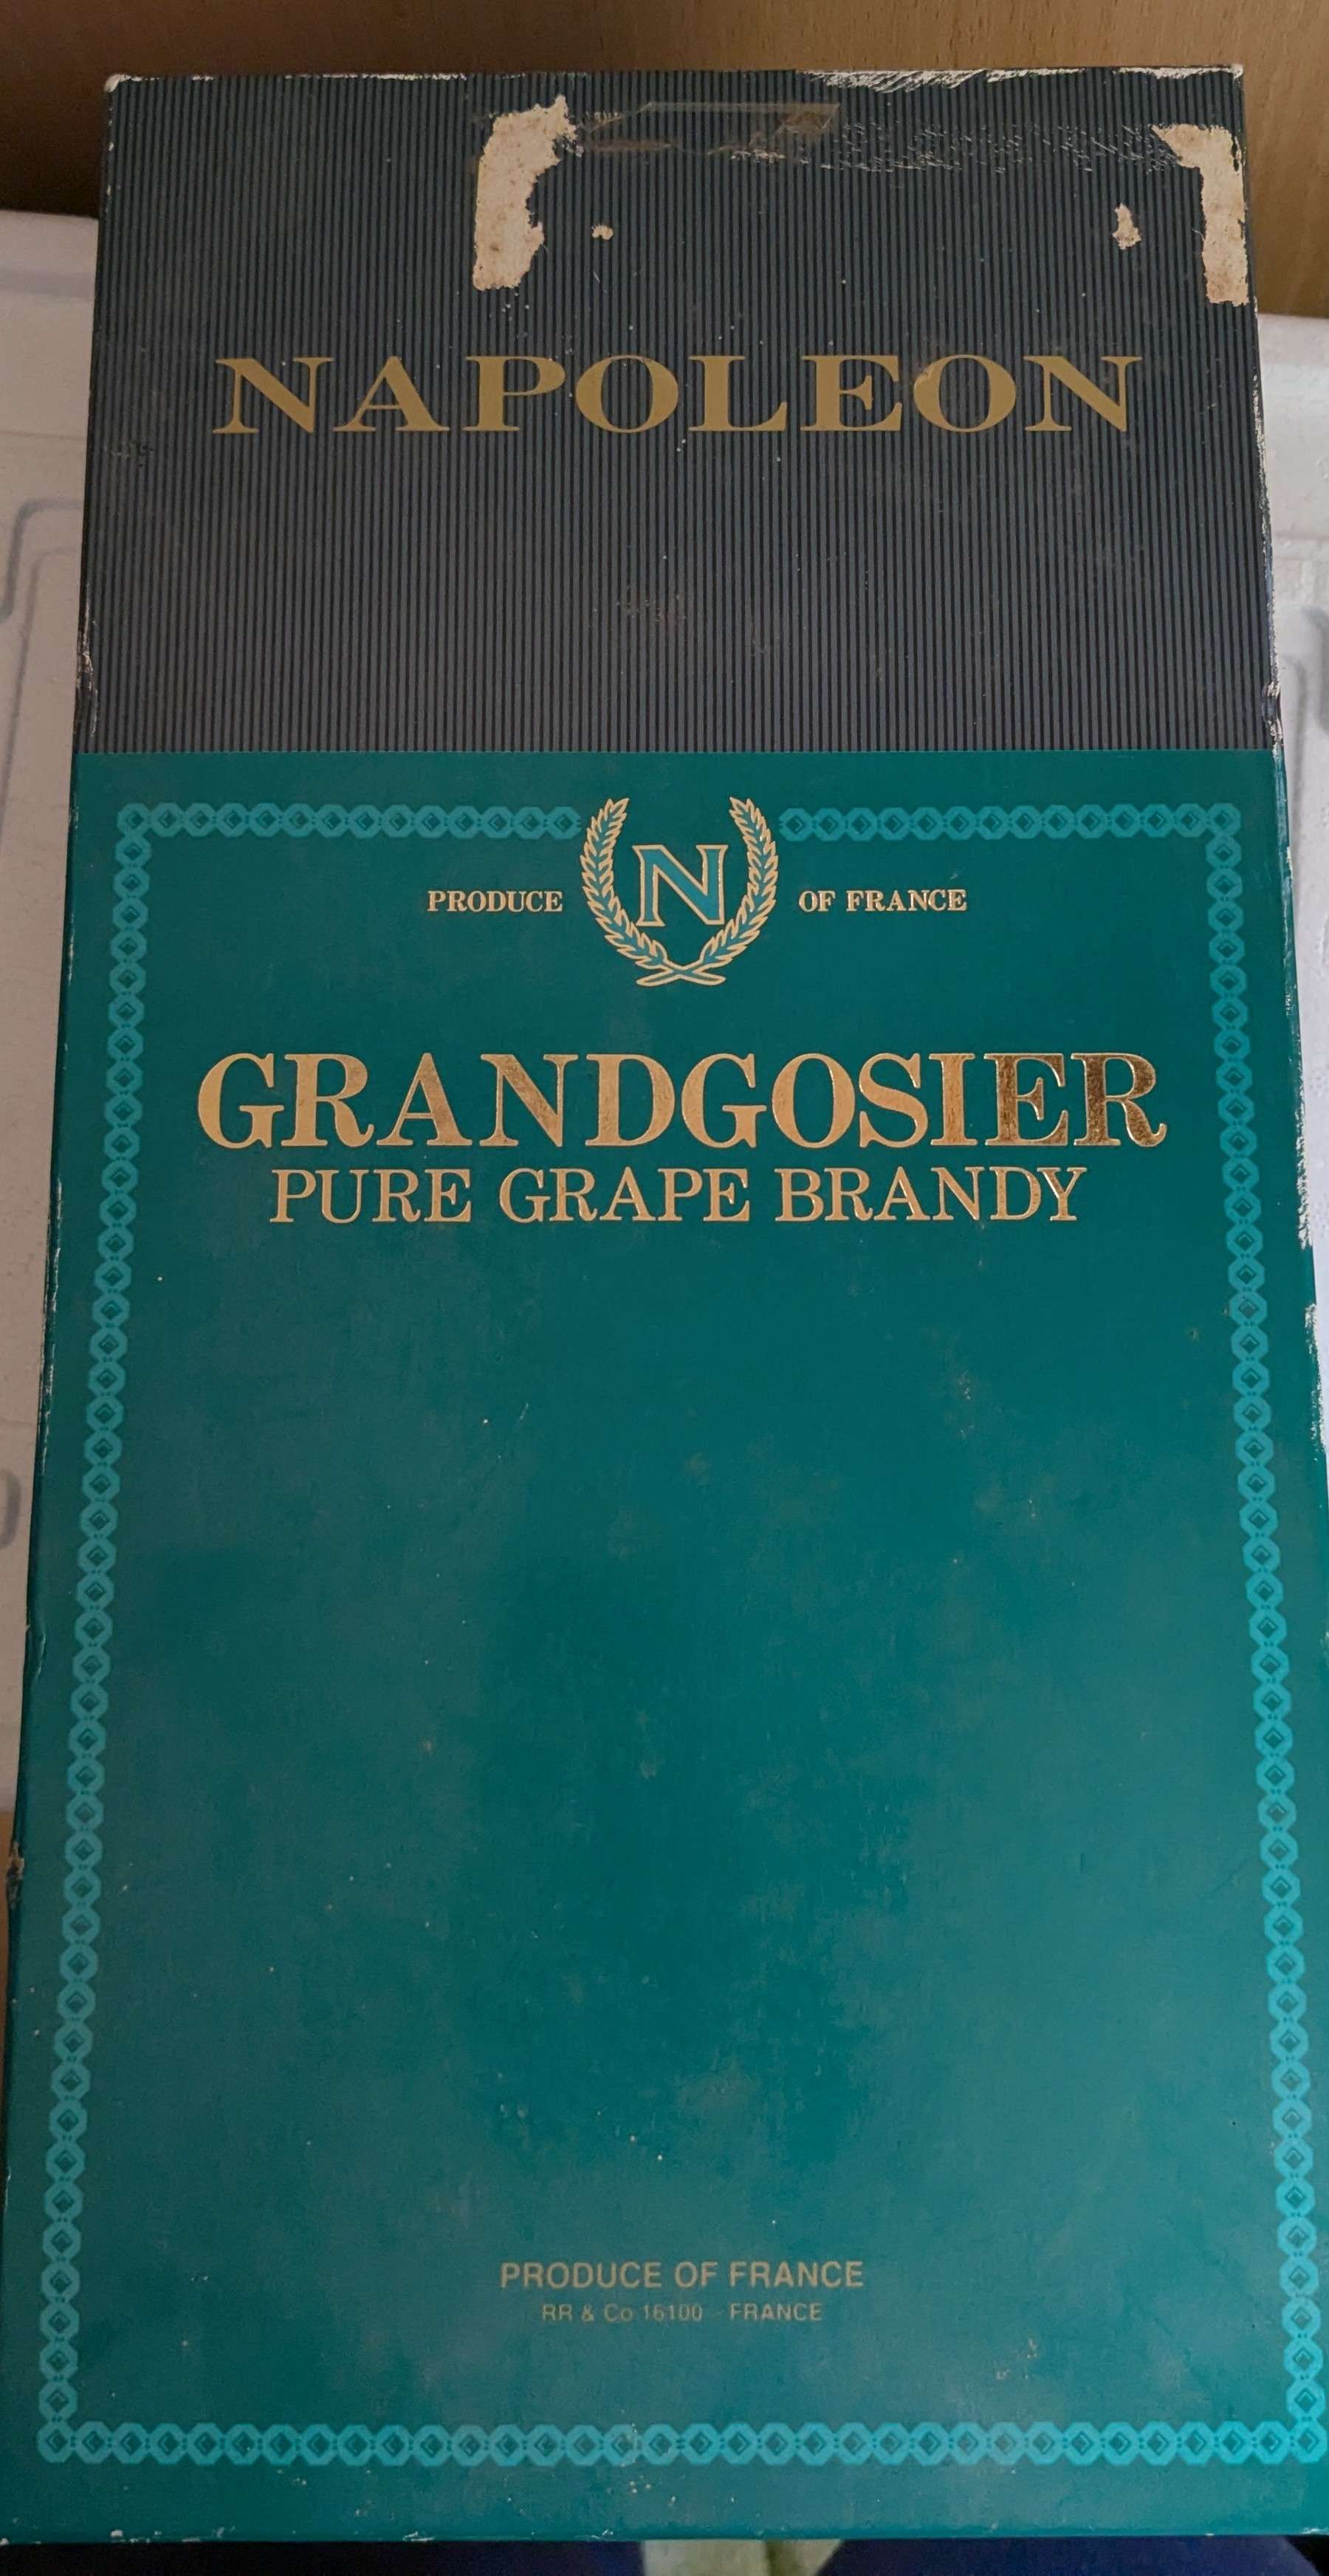 NAPOLEON
PRODUCE N OF FRANCE
GRANDGOSIER
PURE GRAPE BRANDY
PRODUCE OF FRANCE
RR & Co 16100 - FRANCE